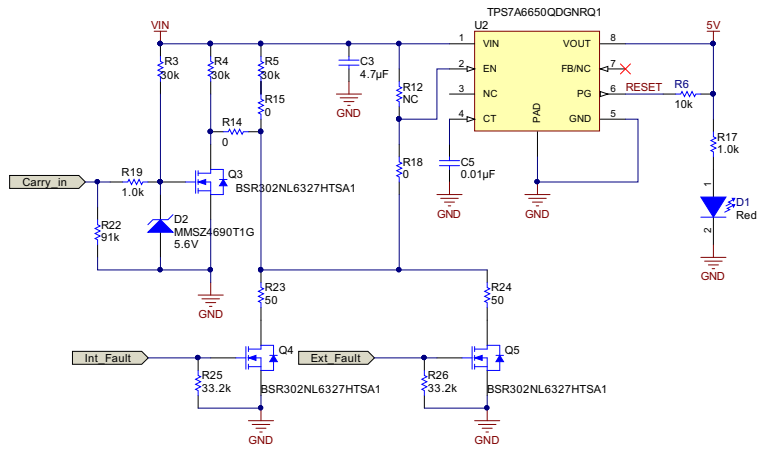 TPS7A6650QDGNRQ1
VIN
U2
5V
R3
30k
R4
30k
R5
30k
C3
4.7µF
GND
R12
NC
1
VIN
VOUT
8
2
EN
FB/NC
7
3
NC
PG
6
RESET
R6
10k
4
CT
PAD
GND
5
R15
0
R14
0
R17
1.0k
R18
0
C5
0.01µF
GND
GND
Carry_in
R19
1.0k
Q3
BSR302NL6327HTSA1
1
D1
Red
2
GND
R22
91k
D2
MMSZ4690T1G
5.6V
GND
R23
50
R24
50
Int_Fault
Q4
BSR302NL6327HTSA1
Ext_Fault
Q5
BSR302NL6327HTSA1
R25
33.2k
R26
33.2k
GND
GND